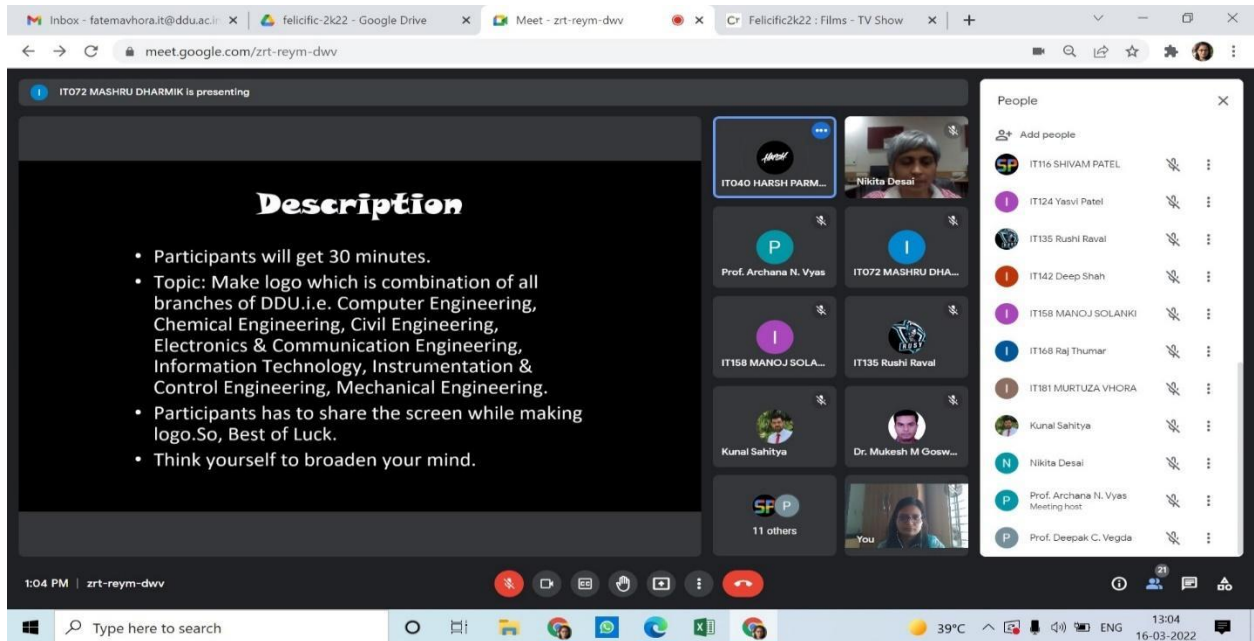 Inbox - fatemavhora.it@ddu.ac.in
felicific-2k22 - Google Drive
Meet - zrt-reym-dwv
Felicific2k22 : Films - TV Show
meet.google.com/zrt-reym-dwv
IT072 MASHRU DHARMIK is presenting
Description
• Participants will get 30 minutes.
• Topic: Make logo which is combination of all
branches of DDU.i.e. Computer Engineering,
Chemical Engineering, Civil Engineering,
Electronics & Communication Engineering,
Information Technology, Instrumentation &
Control Engineering, Mechanical Engineering.
• Participants has to share the screen while making
logo.So, Best of Luck.
• Think yourself to broaden your mind.
HARSH
IT040 HARSH PARM...
Nikita Desai
P
Prof. Archana N. Vyas
I
IT072 MASHRU DHA...
I
IT158 MANOJ SOLA...
RUSY
IT135 Rushi Raval
Kunal Sahitya
Dr. Mukesh M Gosw...
SP P
11 others
You
People
Add people
SP IT116 SHIVAM PATEL
I IT124 Yasvi Patel
IT135 Rushi Raval
I IT142 Deep Shah
I IT158 MANOJ SOLANKI
I IT168 Raj Thumar
I IT181 MURTUZA VHORA
Kunal Sahitya
N Nikita Desai
P Prof. Archana N. Vyas
Meeting host
P Prof. Deepak C. Vegda
1:04 PM | zrt-reym-dwv
21
Type here to search
39°C
ENG
13:04
16-03-2022